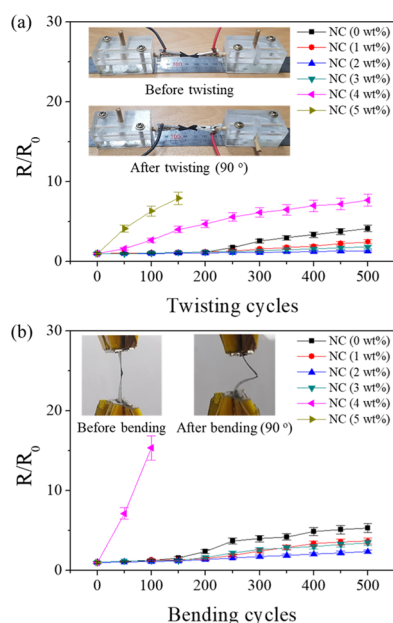 (a)
30
20
10
0
R/R0
NC (0 wt%)
NC (1 wt%)
NC (2 wt%)
NC (3 wt%)
NC (4 wt%)
NC (5 wt%)
Before twisting
After twisting (90 °)
0 100 200 300 400 500
Twisting cycles
(b)
30
20
10
0
R/R0
NC (0 wt%)
NC (1 wt%)
NC (2 wt%)
NC (3 wt%)
NC (4 wt%)
NC (5 wt%)
Before bending
After bending (90 °)
0 100 200 300 400 500
Bending cycles